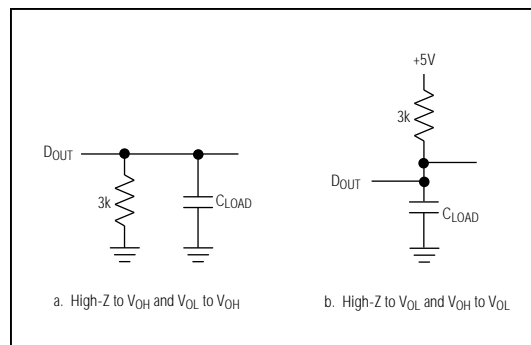 DOUT
3k
CLOAD
a. High-Z to VOH and VOL to VOH
+5V
3k
DOUT
CLOAD
b. High-Z to VOL and VOH to VOL